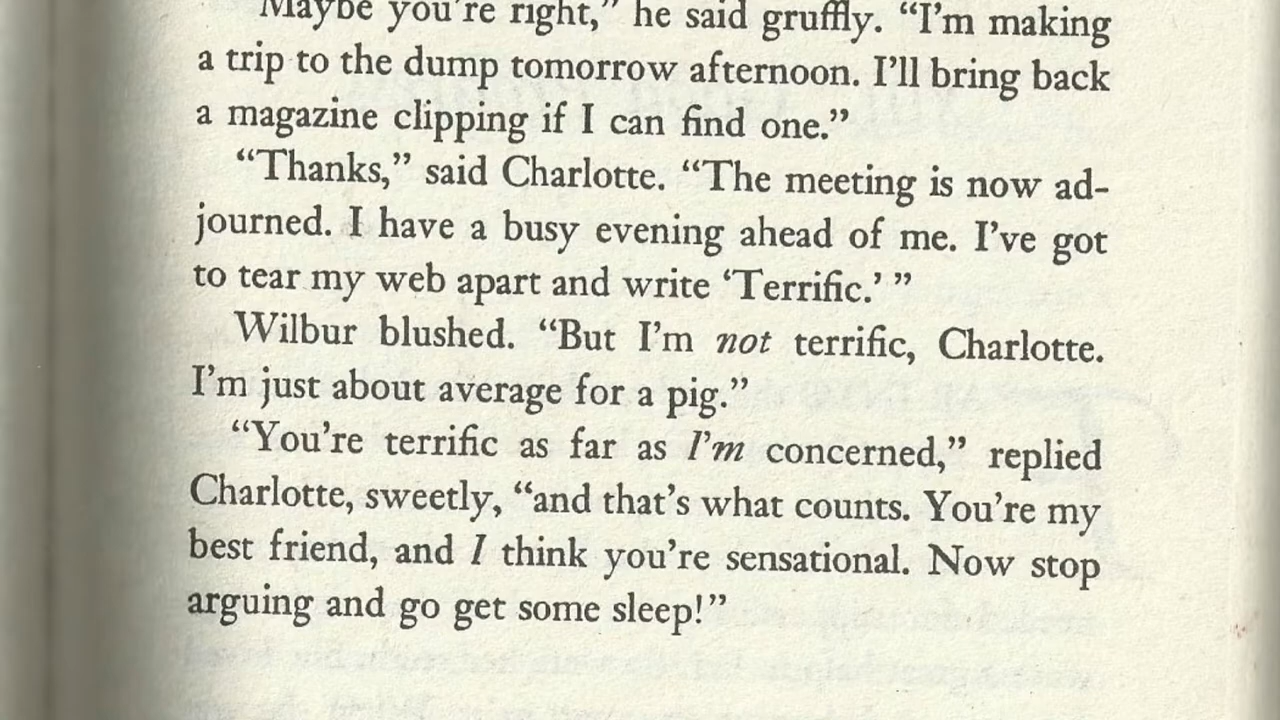 "Maybe you're right," he said gruffly. "I'm making
a trip to the dump tomorrow afternoon. I'll bring back
a magazine clipping if I can find one."
"Thanks," said Charlotte. "The meeting is now ad-
journed. I have a busy evening ahead of me. I've got
to tear my web apart and write 'Terrific.' "
Wilbur blushed. "But I'm not terrific, Charlotte.
I'm just about average for a pig."
"You're terrific as far as I'm concerned," replied
Charlotte, sweetly, "and that's what counts. You're my
best friend, and I think you're sensational. Now stop
arguing and go get some sleep!"